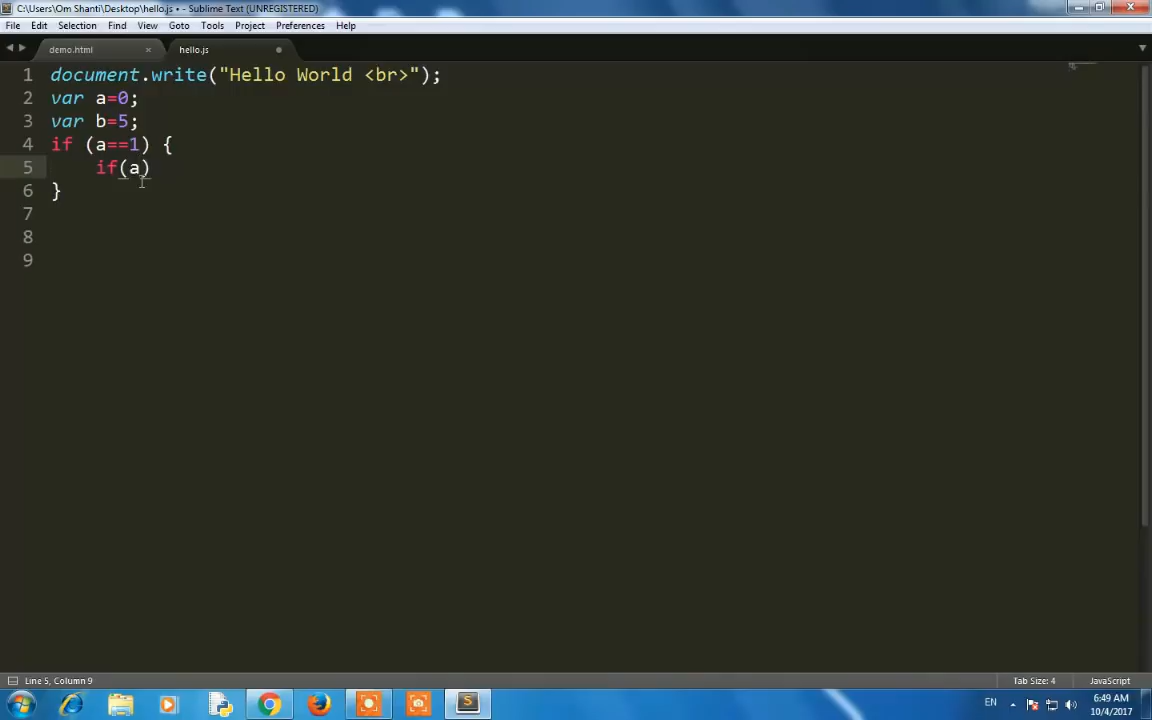 C:\Users\Om Shanti\Desktop\hello.js • - Sublime Text (UNREGISTERED)
File Edit Selection Find View Goto Tools Project Preferences Help
demo.html × hello.js
1 document.write("Hello World <br>");
2 var a=0;
3 var b=5;
4 if (a==1) {
5 if(a)
6 }
7
8
9
Line 5, Column 9 Tab Size: 4 JavaScript
EN 6:49 AM
10/4/2017